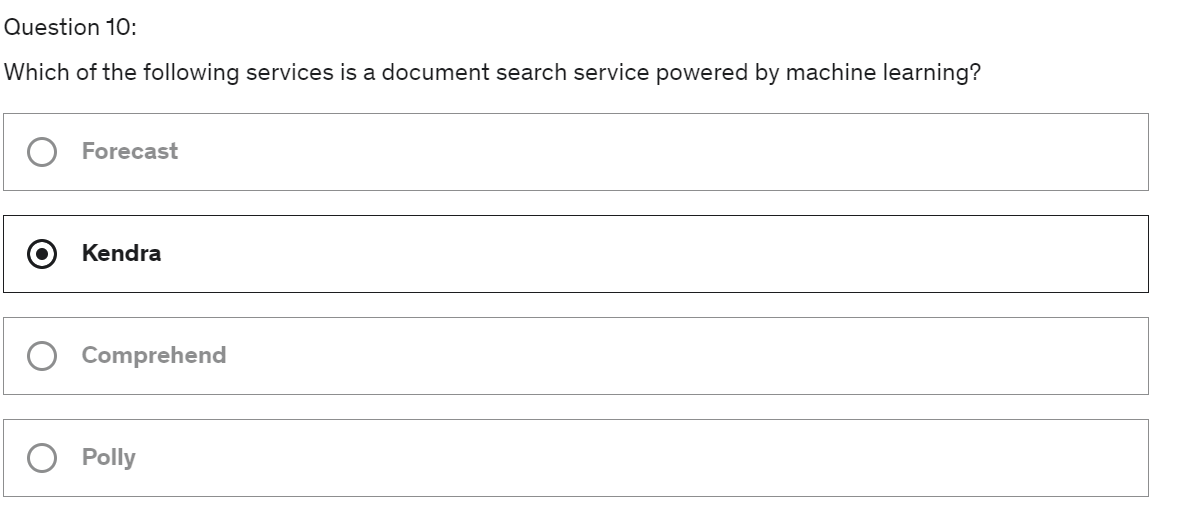 Question 10:
Which of the following services is a document search service powered by machine learning?
Forecast
Kendra
Comprehend
Polly